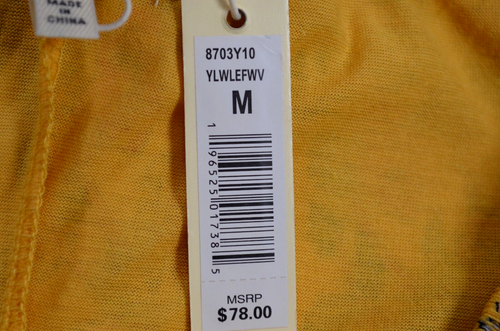 MADE
IN
CHINA
8703Y10
YLWLEFWV
M
1 96525 01738 5
MSRP
$78.00